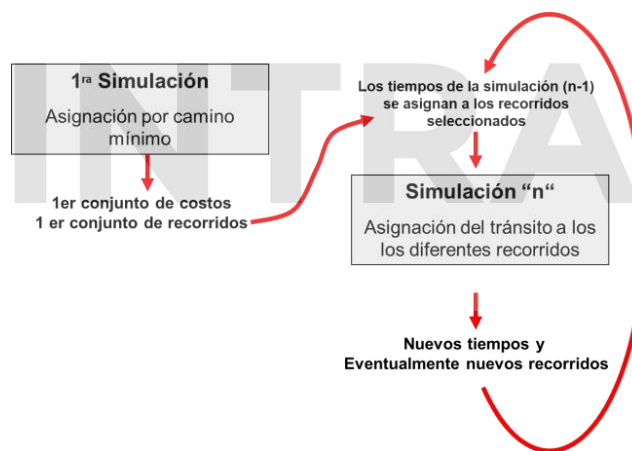 INTRA
1ra Simulación
Asignación por camino
mínimo
1er conjunto de costos
1 er conjunto de recorridos
Los tiempos de la simulación (n-1)
se asignan a los recorridos
seleccionados
Simulación “n“
Asignación del tránsito a los
los diferentes recorridos
Nuevos tiempos y
Eventualmente nuevos recorridos